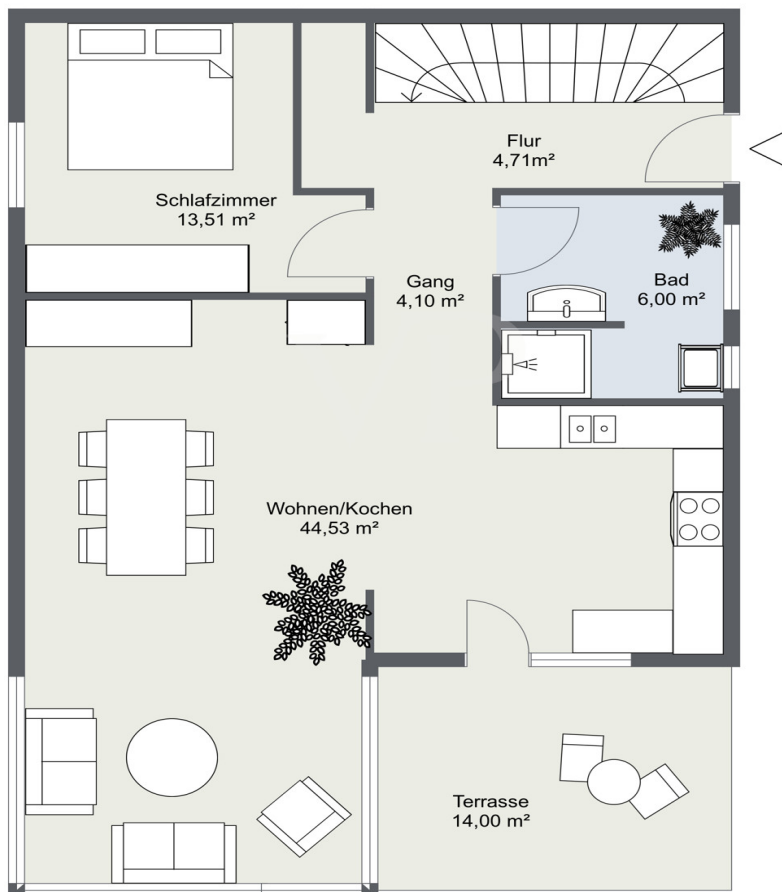 Flur
4,71m²
Schlafzimmer
13,51 m²
Gang
4,10 m²
Bad
6,00 m²
Wohnen/Kochen
44,53 m²
Terrasse
14,00 m²